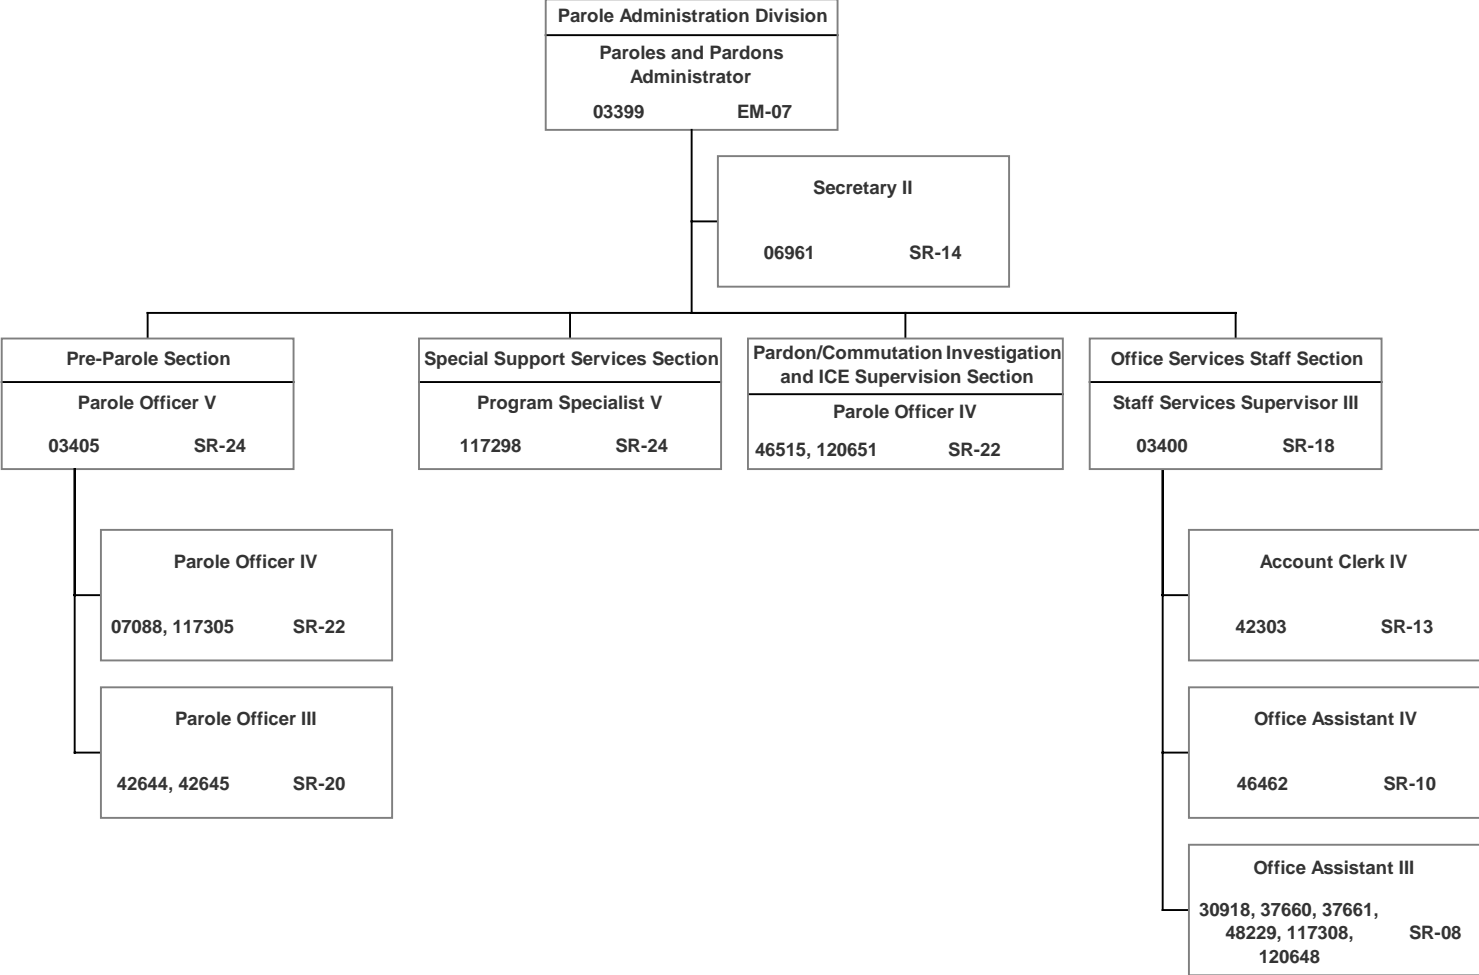 Parole Administration Division
Paroles and Pardons
Administrator
03399 EM-07
Secretary II
06961 SR-14
Pre-Parole Section
Parole Officer V
03405 SR-24
Special Support Services Section
Program Specialist V
117298 SR-24
Pardon/Commutation Investigation
and ICE Supervision Section
Parole Officer IV
46515, 120651 SR-22
Office Services Staff Section
Staff Services Supervisor III
03400 SR-18
Parole Officer IV
07088, 117305 SR-22
Parole Officer III
42644, 42645 SR-20
Account Clerk IV
42303 SR-13
Office Assistant IV
46462 SR-10
Office Assistant III
30918, 37660, 37661,
48229, 117308, SR-08
120648